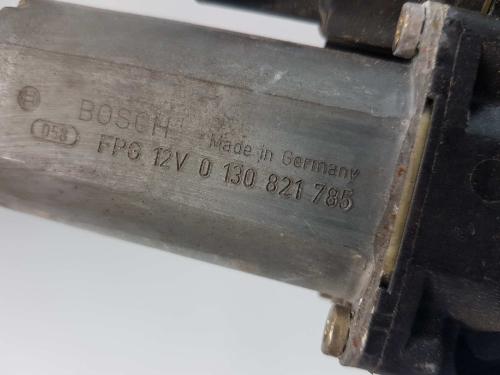 BOSCH Made in Germany
058 FPG 12V 0 130 821 785